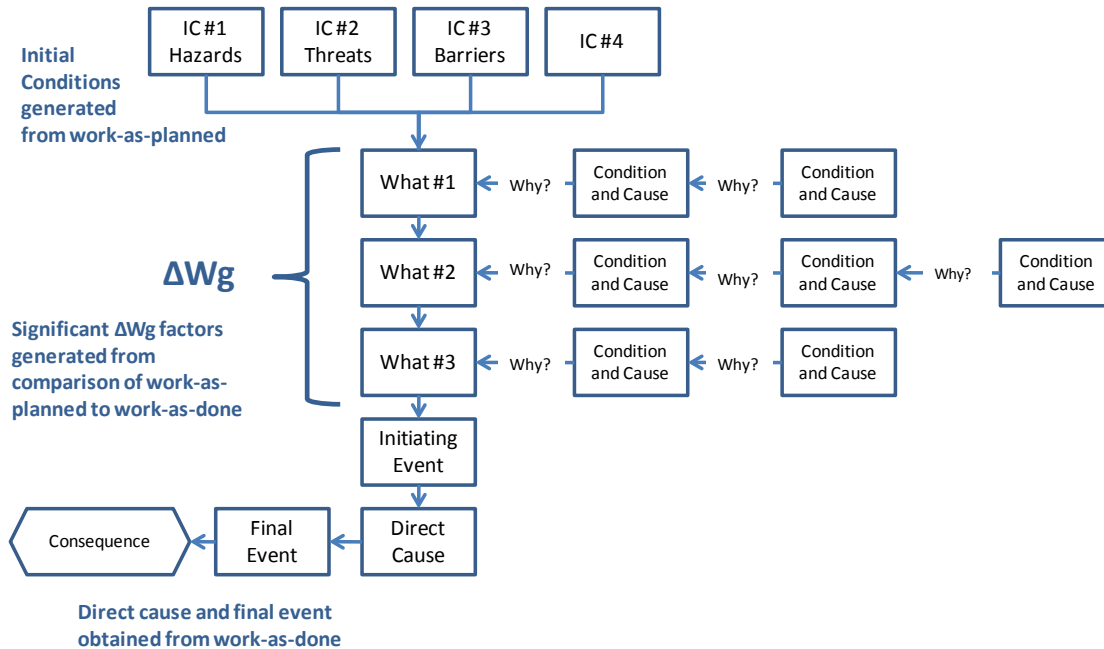 IC #1
Hazards
IC #2
Threats
IC #3
Barriers
IC #4
Initial
Conditions
generated
from work-as-planned
What #1
Why?
Condition
and Cause
Why?
Condition
and Cause
ΔWg
What #2
Why?
Condition
and Cause
Why?
Condition
and Cause
Why?
Condition
and Cause
Significant ΔWg factors
generated from
comparison of work-as-
planned to work-as-done
What #3
Why?
Condition
and Cause
Why?
Condition
and Cause
Initiating
Event
Consequence
Final
Event
Direct
Cause
Direct cause and final event
obtained from work-as-done